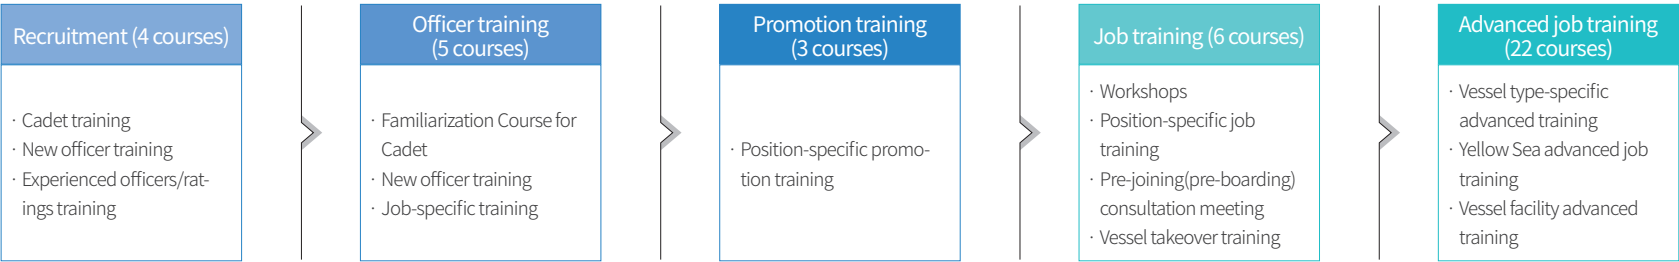 Recruitment (4 courses)
· Cadet training
· New officer training
· Experienced officers/rat-
ings training
Officer training
(5 courses)
· Familiarization Course for
Cadet
· New officer training
· Job-specific training
Promotion training
(3 courses)
· Position-specific promo-
tion training
Job training (6 courses)
· Workshops
· Position-specific job
training
· Pre-joining(pre-boarding)
consultation meeting
· Vessel takeover training
Advanced job training
(22 courses)
· Vessel type-specific
advanced training
· Yellow Sea advanced job
training
· Vessel facility advanced
training